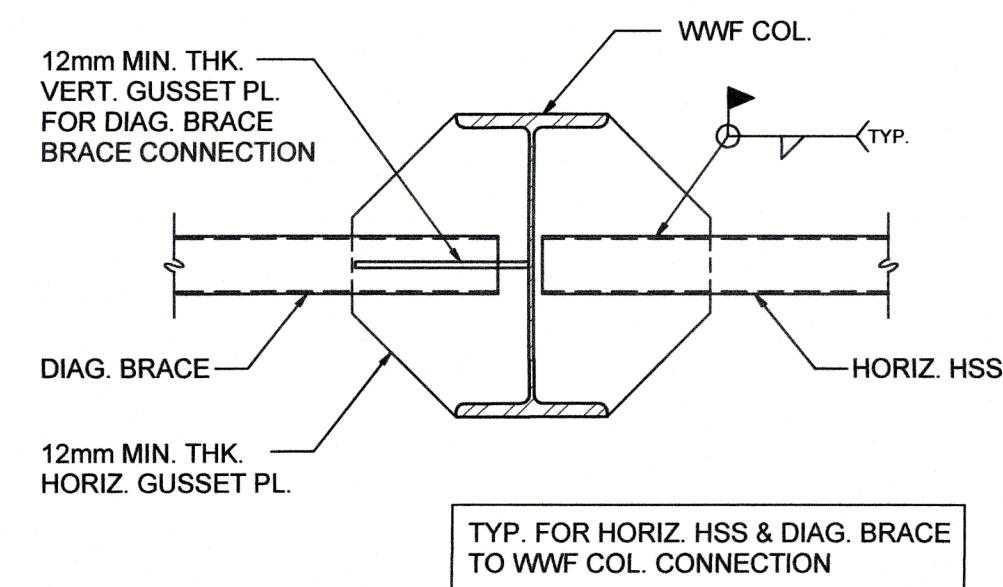 12mm MIN. THK.
VERT. GUSSET PL.
FOR DIAG. BRACE
BRACE CONNECTION
WWF COL.
TYP.
DIAG. BRACE
HORIZ. HSS
12mm MIN. THK.
HORIZ. GUSSET PL.
TYP. FOR HORIZ. HSS & DIAG. BRACE
TO WWF COL. CONNECTION